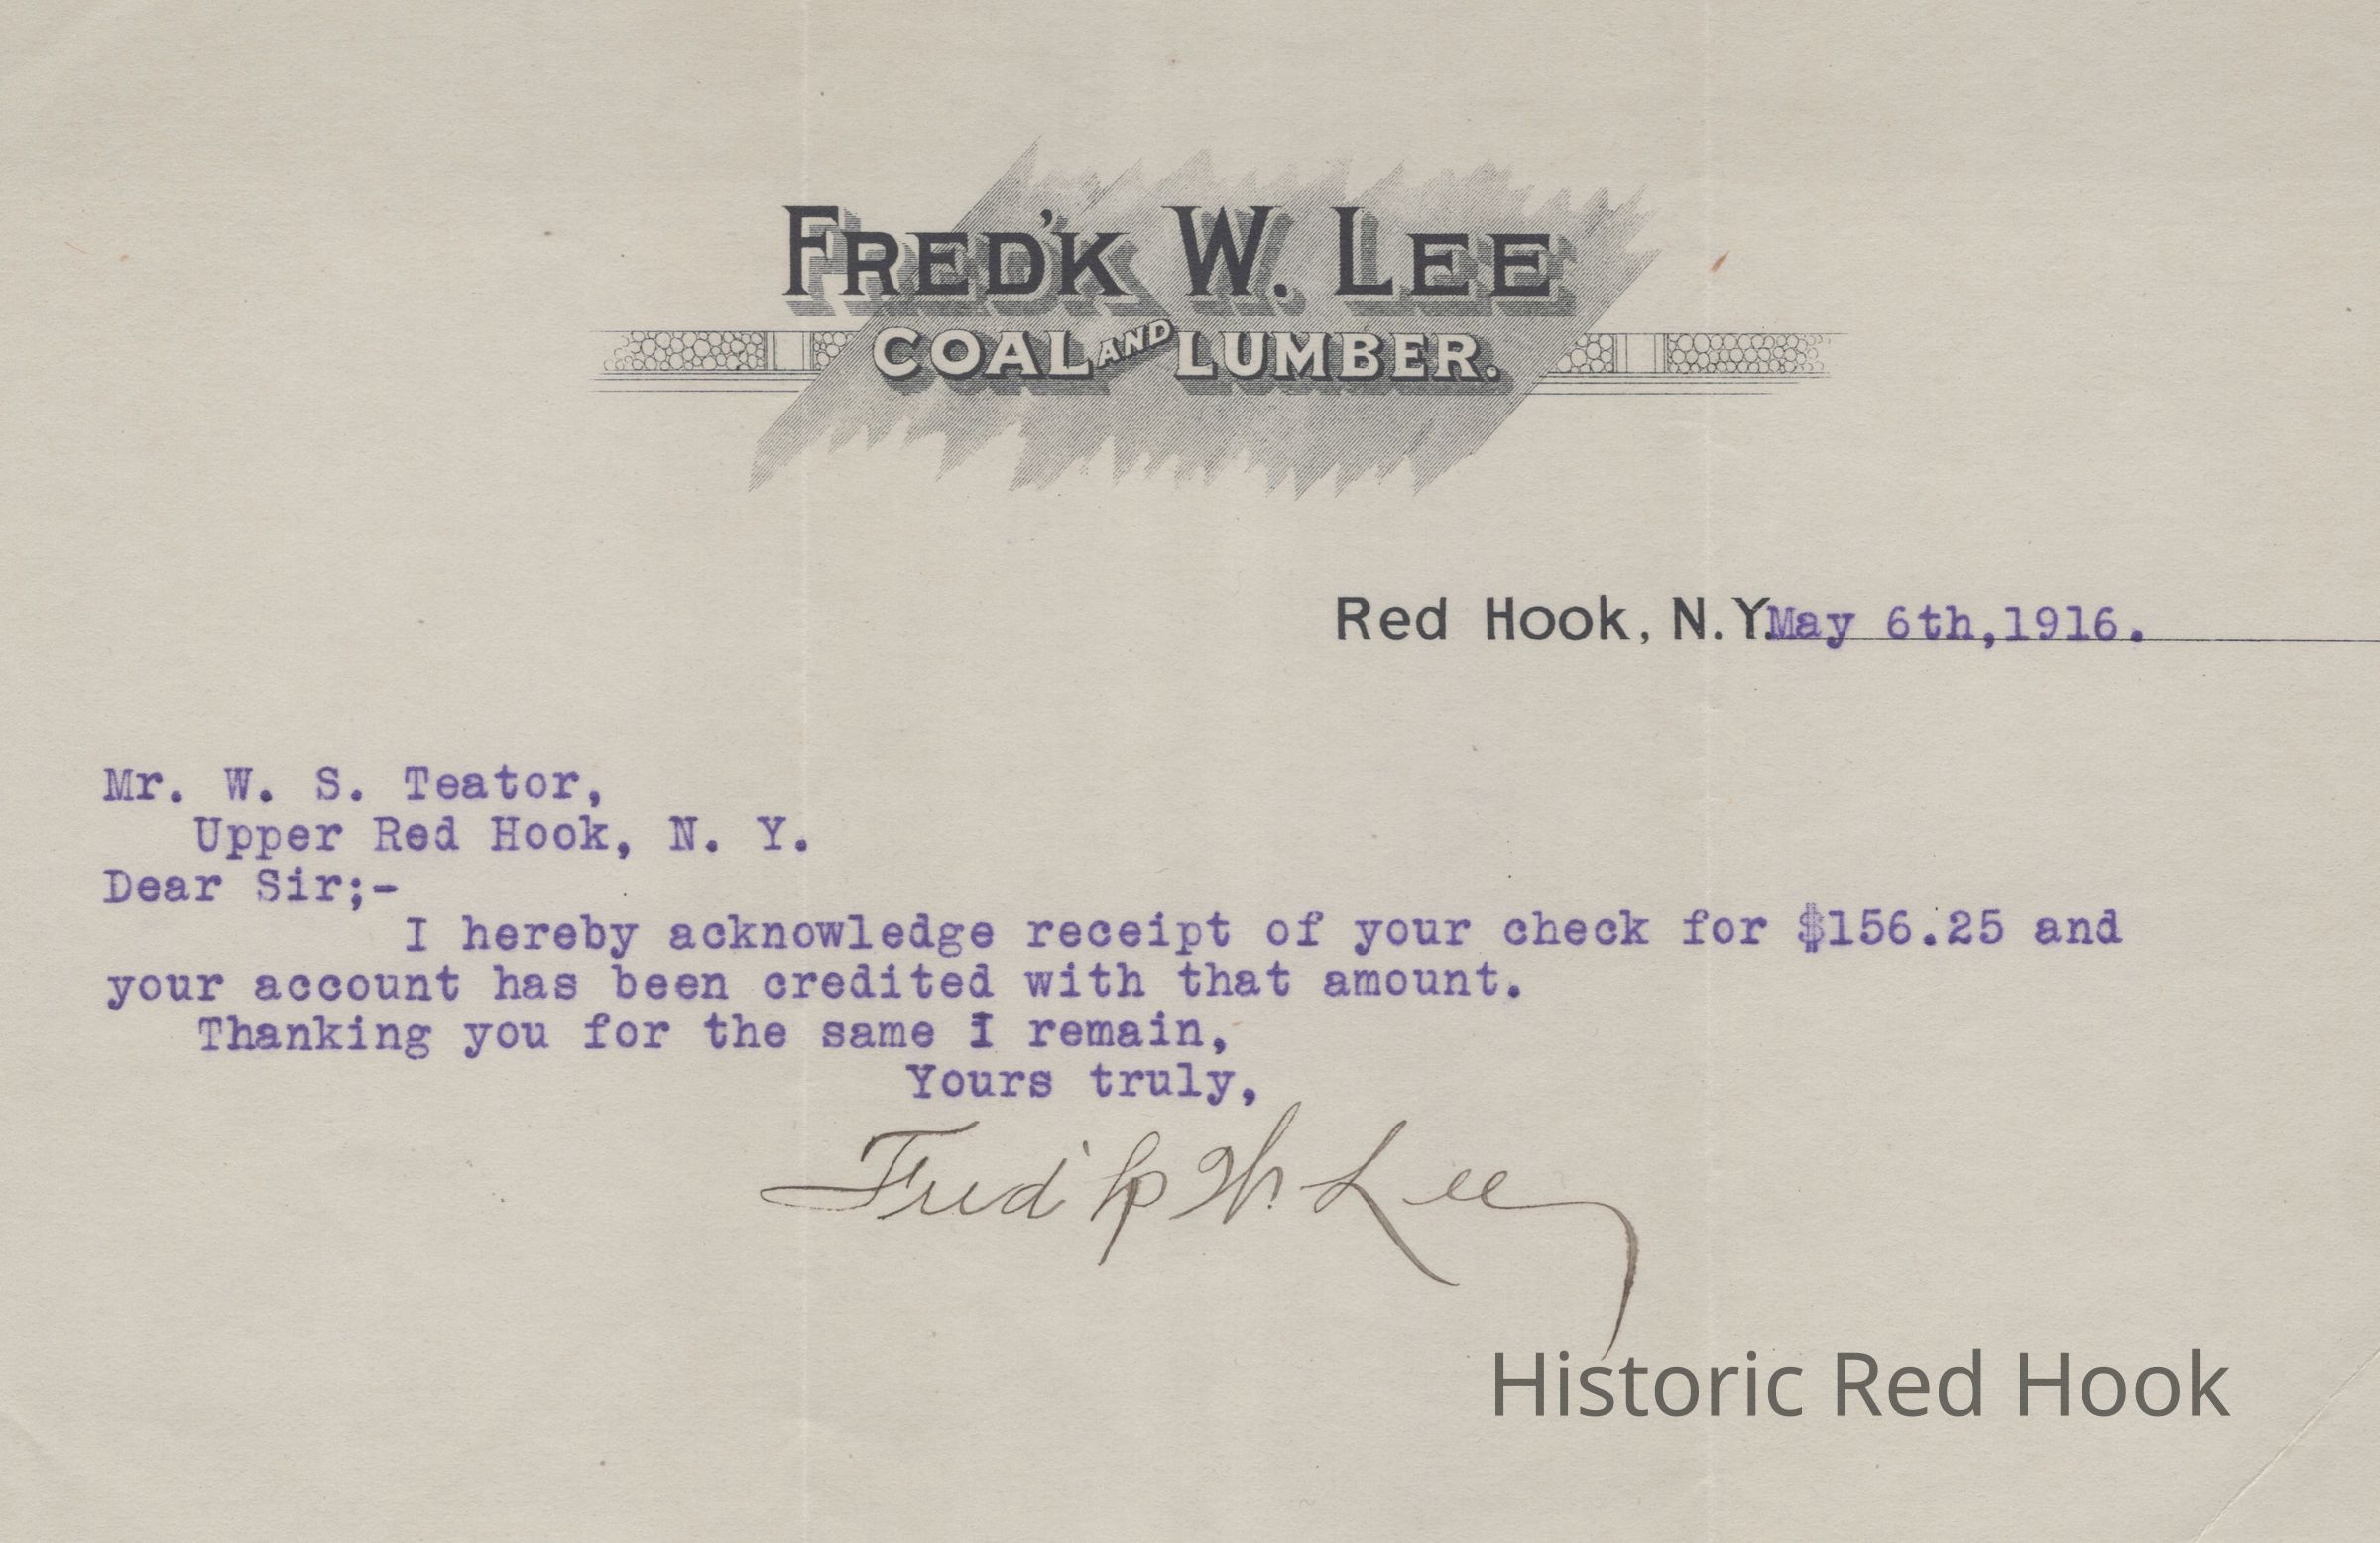 FRED'K W. LEE
COAL AND LUMBER.
Red Hook, N.Y. May 6th,1916.
Mr. W. S. Teator,
Upper Red Hook, N. Y.
Dear Sir;-
I hereby acknowledge receipt of your check for $156.25 and
your account has been credited with that amount.
Thanking you for the same I remain,
Yours truly,
Fred'k W. Lee
Historic Red Hook